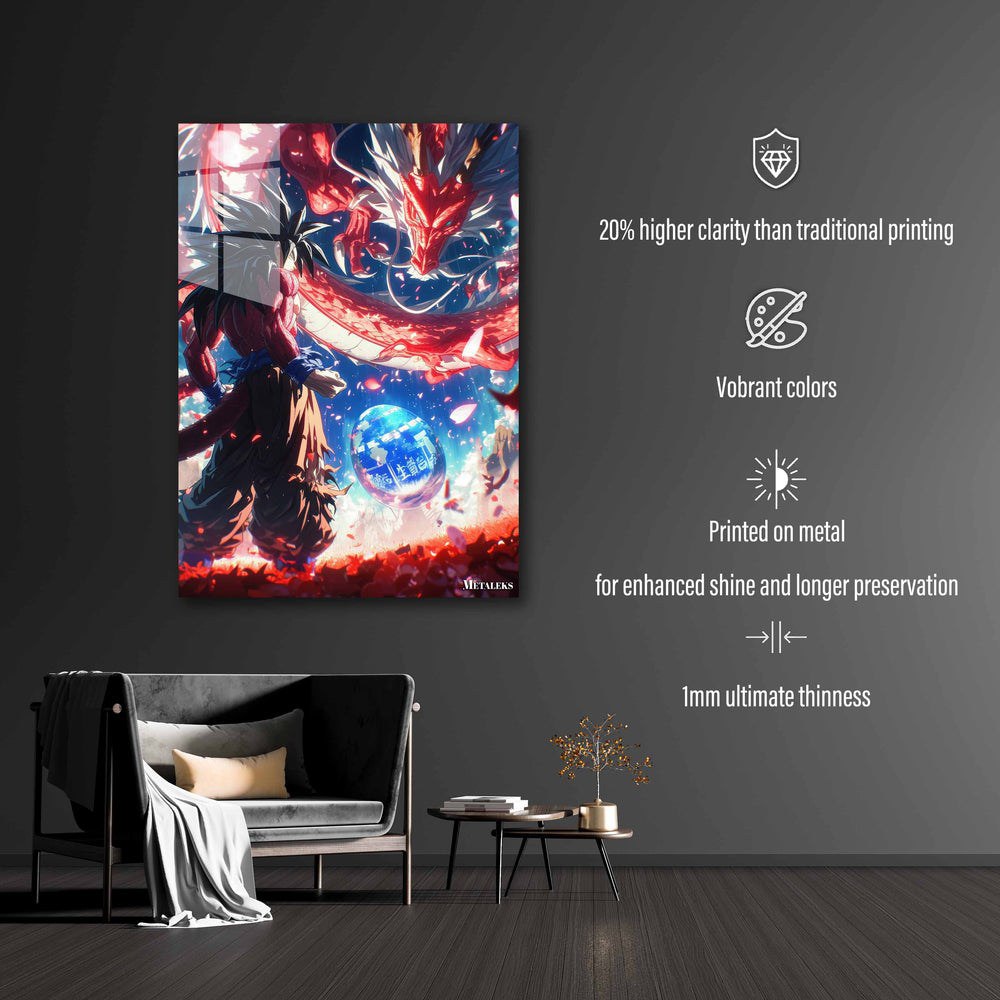 20% higher clarity than traditional printing
Vobrant colors
Printed on metal
for enhanced shine and longer preservation
1mm ultimate thinness
METALEKS